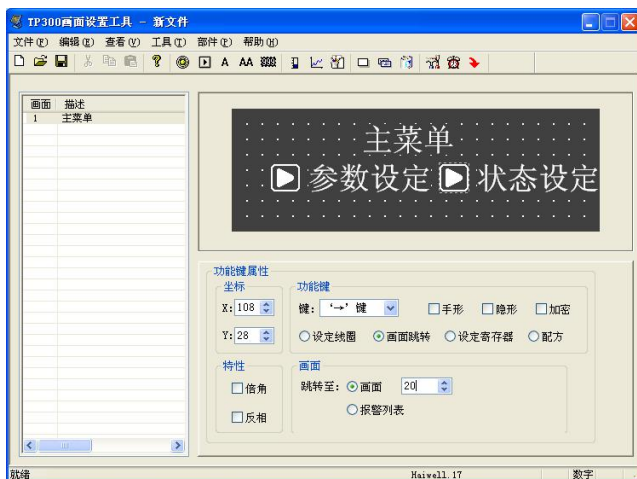 TP300画面设置工具 - 新文件
文件(F) 编辑(E) 查看(V) 工具(T) 部件(P) 帮助(H)
A AA
画面 描述
1 主菜单
主菜单
参数设定 状态设定
功能键属性
坐标 功能键
X: 108 键: ‘→’键 手形 隐形 加密
Y: 28 设定线圈 画面跳转 设定寄存器 配方
特性 画面
倍角 跳转至: 画面 20
反相 报警列表
就绪 Haiwell.17 数字